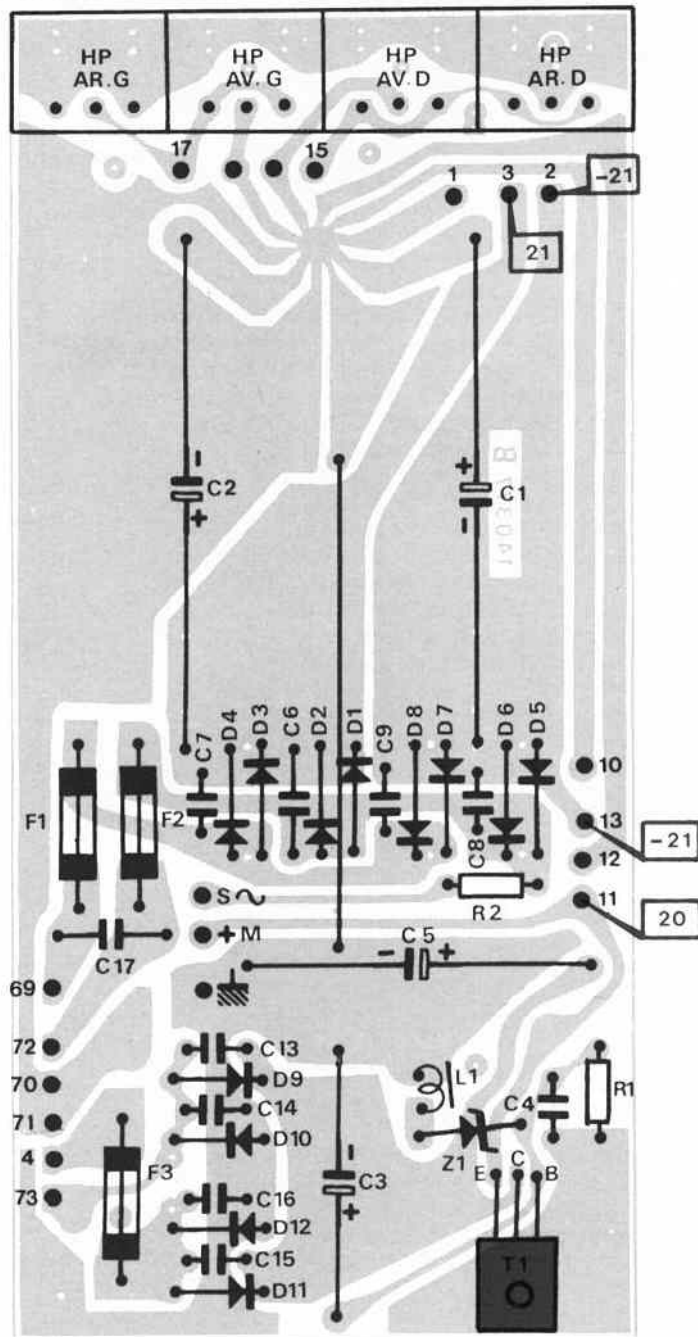 HP AR.G
HP AV.G
HP AV.D
HP AR.D
17
15
1
3
2
-21
21
C2
-
+
+
C1
-
140317 B
C7
D4
D3
C6
D2
D1
C9
D8
D7
D6
D5
C8
10
F1
F2
13
-21
12
S ~
R2
11
20
+ M
C17
- C5 +
69
72
C13
70
D9
L1
C4
R1
C14
71
D10
Z1
4
F3
-
C3
+
E
C
B
73
C16
D12
C15
T1
D11